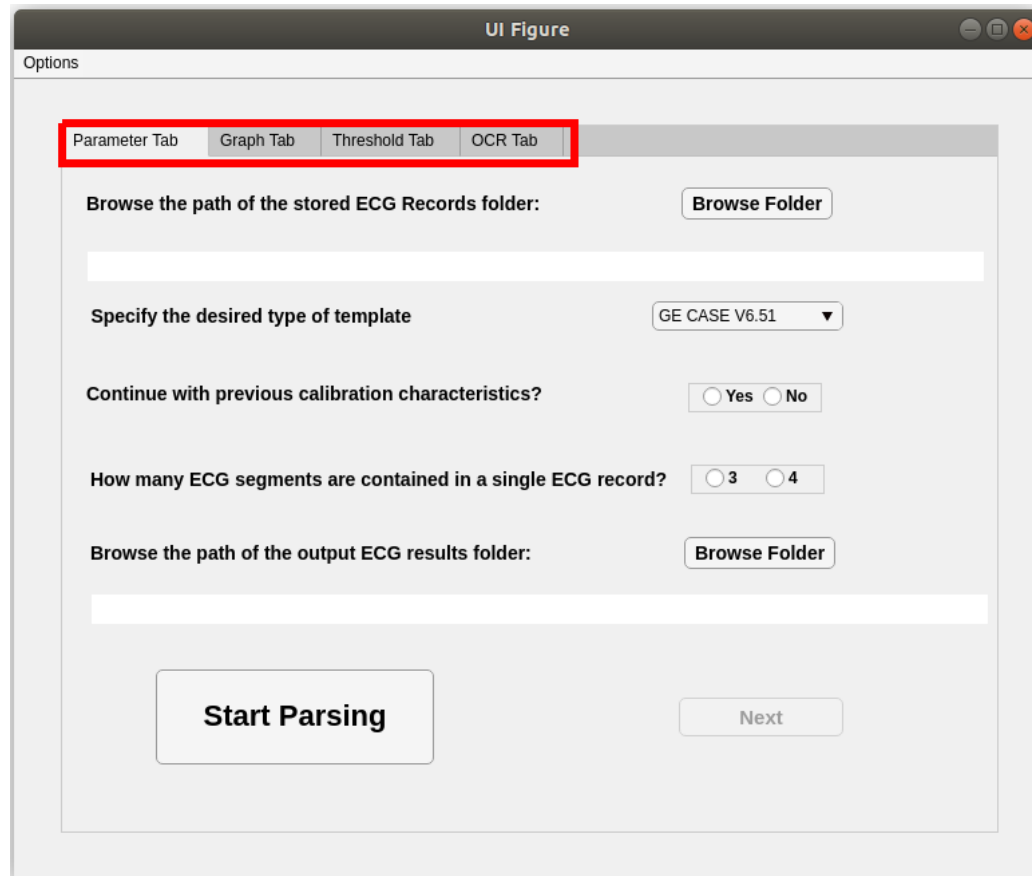 UI Figure
Options
Parameter Tab Graph Tab Threshold Tab OCR Tab
Browse the path of the stored ECG Records folder: Browse Folder
Specify the desired type of template GE CASE V6.51
Continue with previous calibration characteristics? Yes No
How many ECG segments are contained in a single ECG record? 3 4
Browse the path of the output ECG results folder: Browse Folder
Start Parsing Next